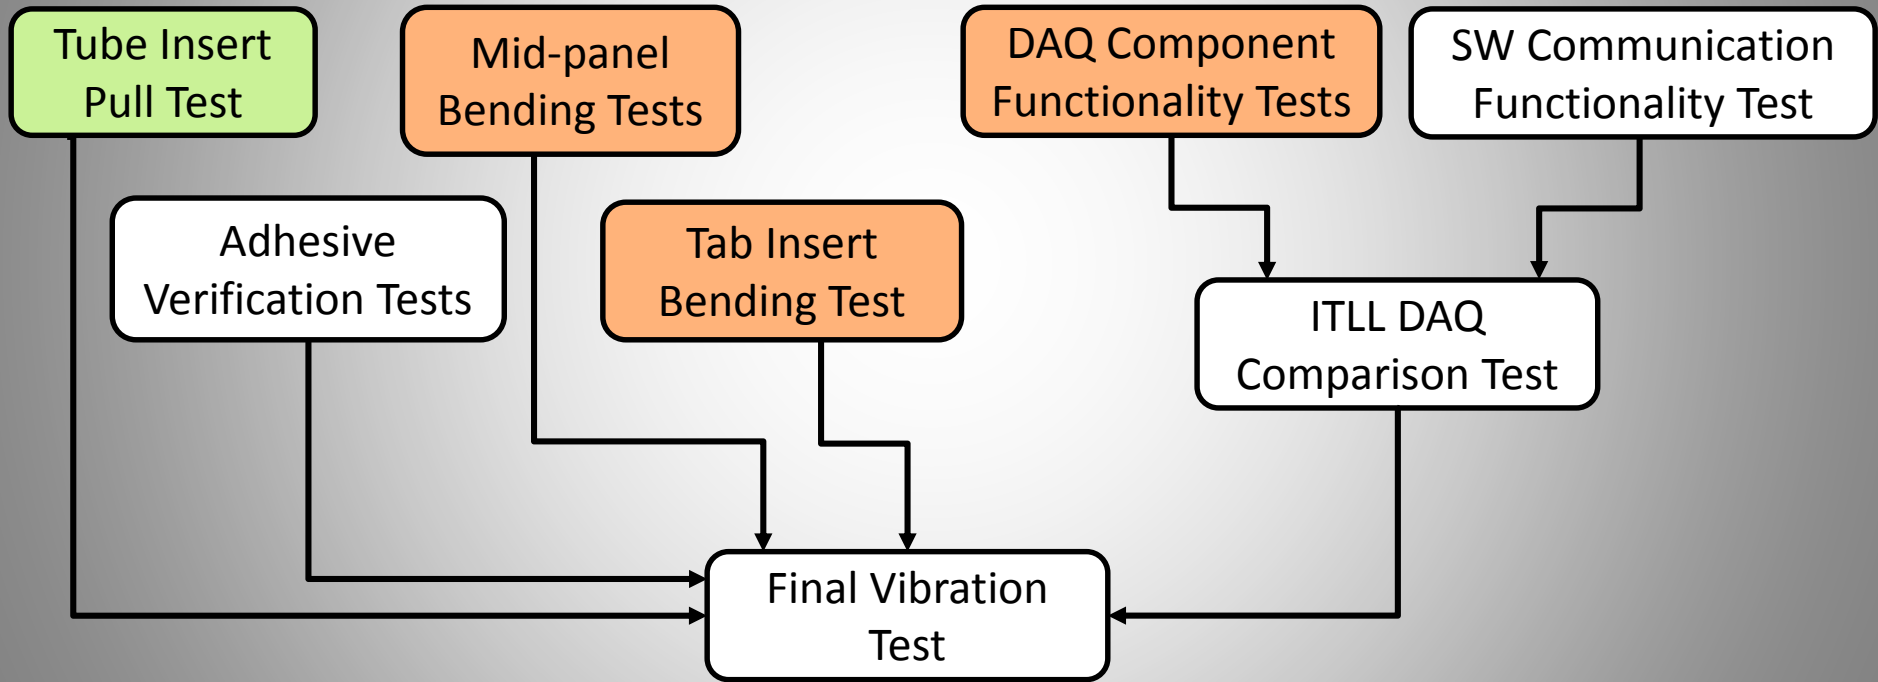 Tube Insert
Pull Test
Mid-panel
Bending Tests
DAQ Component
Functionality Tests
SW Communication
Functionality Test
Adhesive
Verification Tests
Tab Insert
Bending Test
ITLL DAQ
Comparison Test
Final Vibration
Test